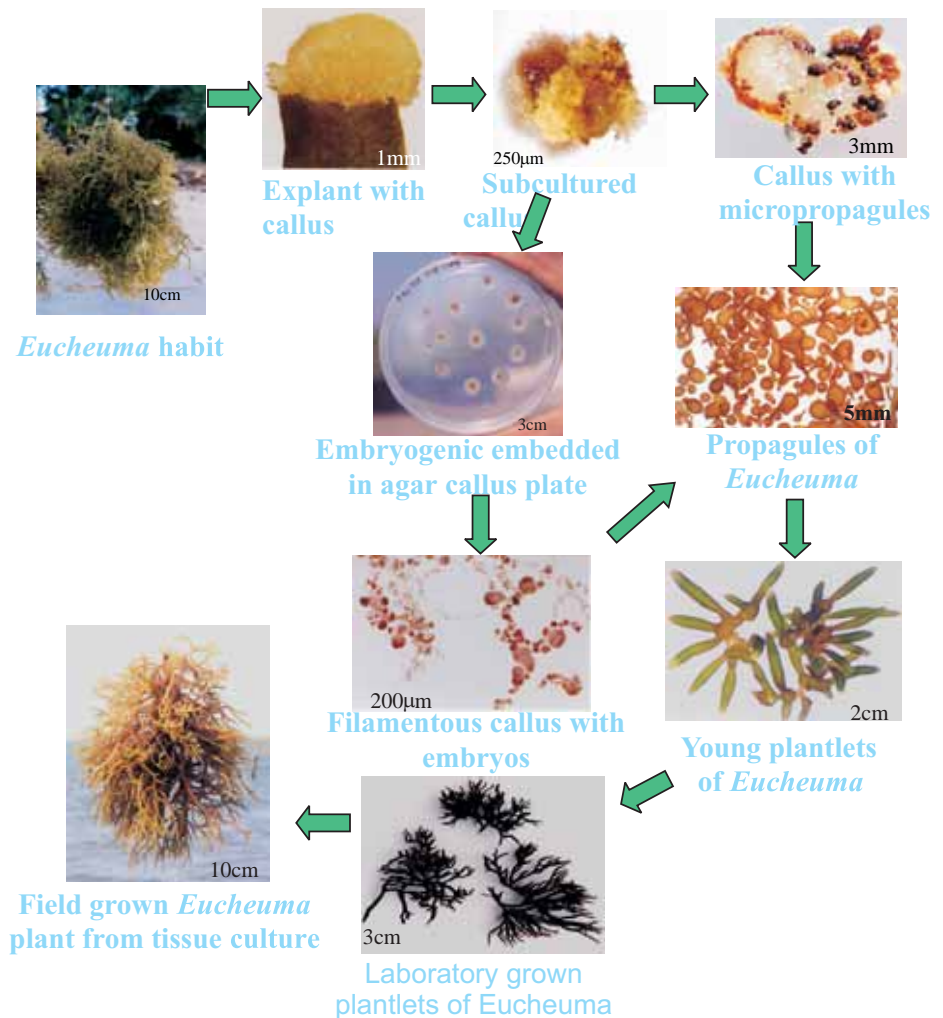 1mm
250µm
3mm
Explant with
callus
Subcultured
callu
Callus with
micropropagules
10cm
Eucheuma habit
3cm
Embryogenic embedded
in agar callus plate
5mm
Propagules of
Eucheuma
200µm
Filamentous callus with
embryos
2cm
Young plantlets
of Eucheuma
10cm
Field grown Eucheuma
plant from tissue culture
3cm
Laboratory grown
plantlets of Eucheuma